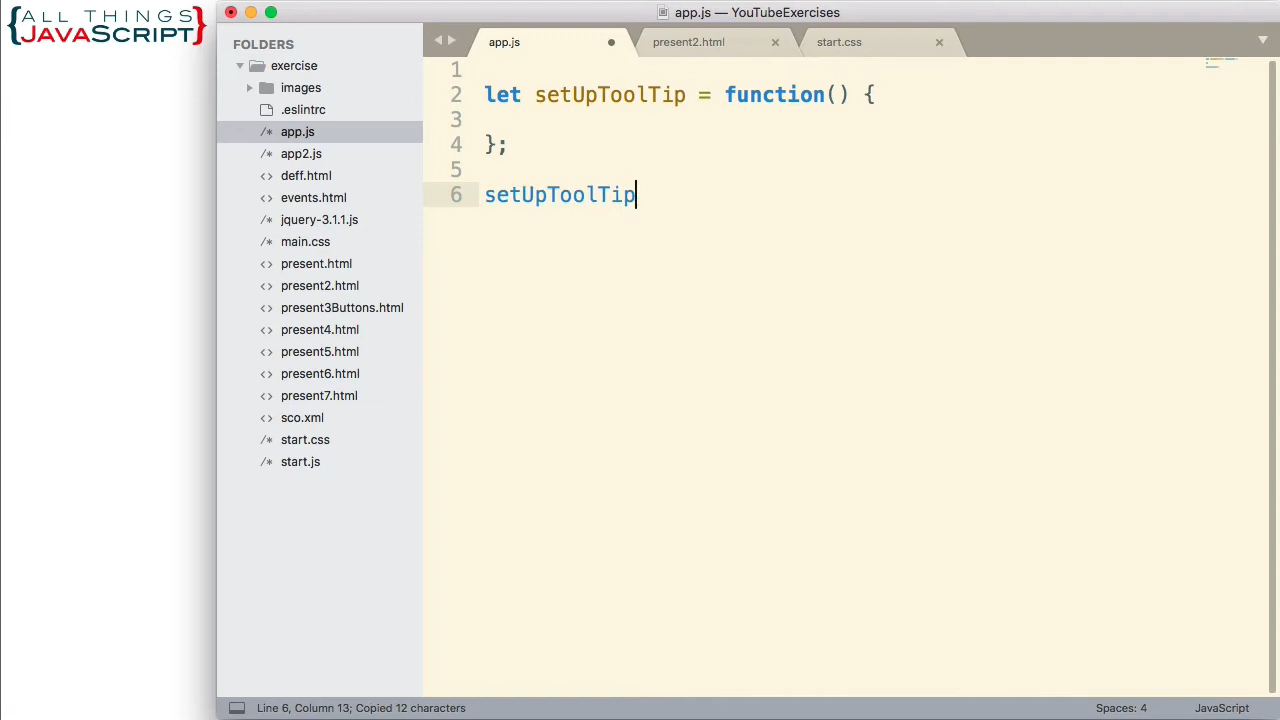 {ALL THINGS
JAVASCRIPT}
app.js — YouTubeExercises
FOLDERS
exercise
images
.eslintrc
/* app.js
/* app2.js
<> deff.html
<> events.html
/* jquery-3.1.1.js
/* main.css
<> present.html
<> present2.html
<> present3Buttons.html
<> present4.html
<> present5.html
<> present6.html
<> present7.html
<> sco.xml
/* start.css
/* start.js
app.js present2.html × start.css ×
1
2 let setUpToolTip = function() {
3
4 };
5
6 setUpToolTip
Line 6, Column 13; Copied 12 characters Spaces: 4 JavaScript